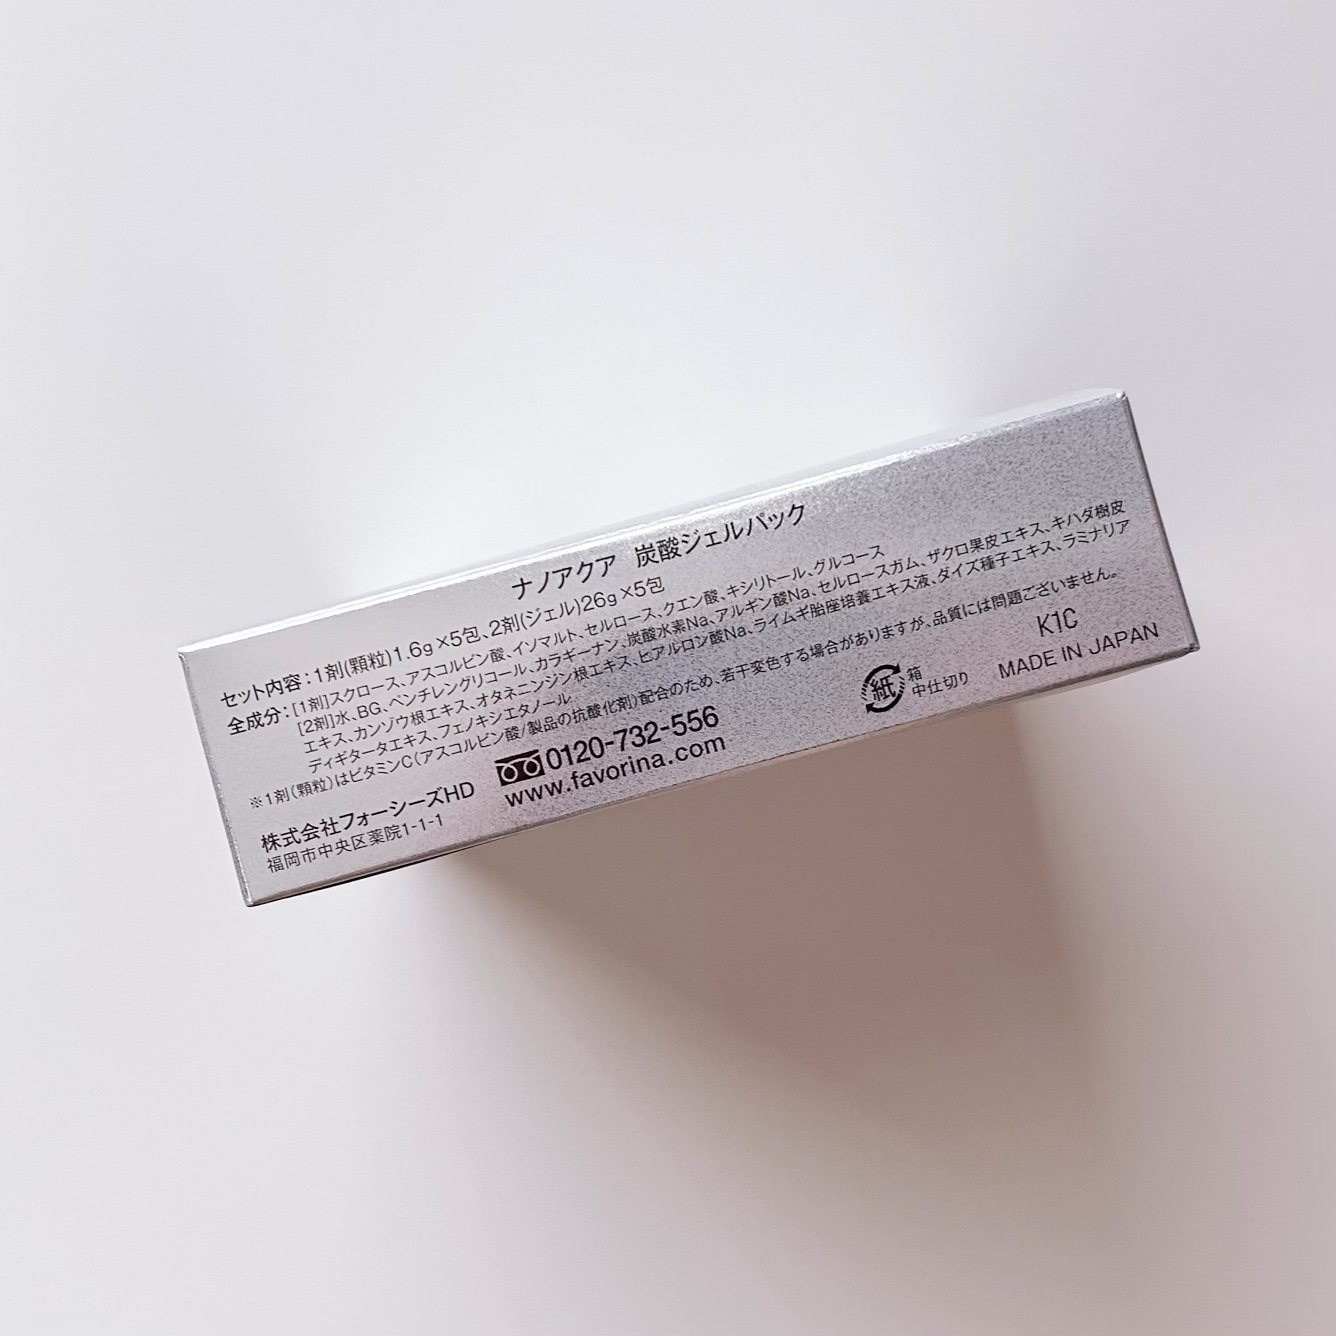 ナノアクア 炭酸ジェルパック
セット内容:1剤(顆粒)1.6g×5包、2剤(ジェル)26g×5包
全成分:[1剤]スクロース、アスコルビン酸、イソマルト、セルロース、クエン酸、キシリトール、グルコース
[2剤]水、BG、ペンチレングリコール、カラギーナン、炭酸水素Na、アルギン酸Na、セルロースガム、ザクロ果皮エキス、キハダ樹皮
エキス、カンゾウ根エキス、オタネニンジン根エキス、ヒアルロン酸Na、ライムギ胎座培養エキス液、ダイズ種子エキス、ラミナリア
ディギタータエキス、フェノキシエタノール
※1剤(顆粒)はビタミンC(アスコルビン酸/製品の抗酸化剤)配合のため、若干変色する場合がありますが、品質には問題ございません。
株式会社フォーシーズHD
福岡市中央区薬院1-1-1
0120-732-556
www.favorina.com
紙
箱
中仕切り
K1C
MADE IN JAPAN